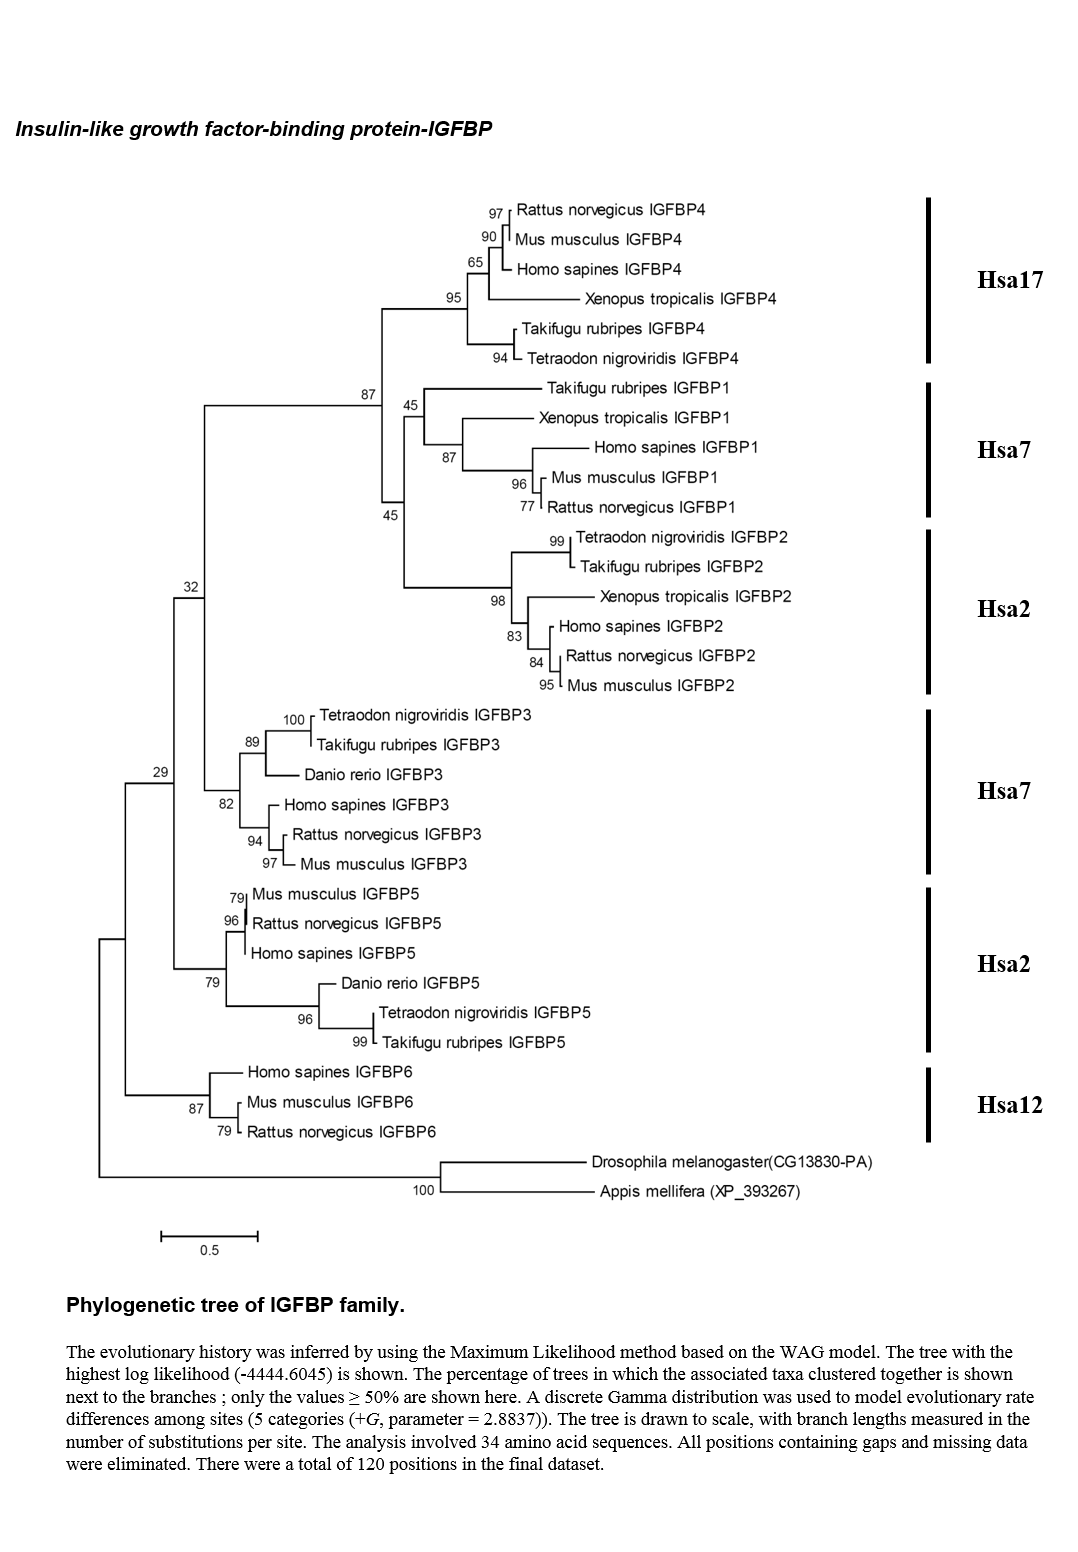 Insulin-like growth factor-binding protein-IGFBP
97
Rattus norvegicus IGFBP4
90
Mus musculus IGFBP4
65
Homo sapines IGFBP4
Hsa17
95
Xenopus tropicalis IGFBP4
Takifugu rubripes IGFBP4
94
Tetraodon nigroviridis IGFBP4
87
Takifugu rubripes IGFBP1
45
Xenopus tropicalis IGFBP1
Homo sapines IGFBP1
Hsa7
87
Mus musculus IGFBP1
96
77
Rattus norvegicus IGFBP1
45
99
Tetraodon nigroviridis IGFBP2
Takifugu rubripes IGFBP2
32
98
Xenopus tropicalis IGFBP2
Hsa2
Homo sapines IGFBP2
83
Rattus norvegicus IGFBP2
84
95
Mus musculus IGFBP2
100
Tetraodon nigroviridis IGFBP3
89
Takifugu rubripes IGFBP3
29
Danio rerio IGFBP3
Hsa7
82
Homo sapines IGFBP3
Rattus norvegicus IGFBP3
94
97
Mus musculus IGFBP3
79
Mus musculus IGFBP5
96
Rattus norvegicus IGFBP5
Homo sapines IGFBP5
Hsa2
79
Danio rerio IGFBP5
96
Tetraodon nigroviridis IGFBP5
99
Takifugu rubripes IGFBP5
Homo sapines IGFBP6
87
Mus musculus IGFBP6
Hsa12
79
Rattus norvegicus IGFBP6
Drosophila melanogaster(CG13830-PA)
100
Appis mellifera (XP_393267)
0.5
Phylogenetic tree of IGFBP family.
The evolutionary history was inferred by using the Maximum Likelihood method based on the WAG model. The tree with the
highest log likelihood (-4444.6045) is shown. The percentage of trees in which the associated taxa clustered together is shown
next to the branches ; only the values ≥ 50% are shown here. A discrete Gamma distribution was used to model evolutionary rate
differences among sites (5 categories (+G, parameter = 2.8837)). The tree is drawn to scale, with branch lengths measured in the
number of substitutions per site. The analysis involved 34 amino acid sequences. All positions containing gaps and missing data
were eliminated. There were a total of 120 positions in the final dataset.